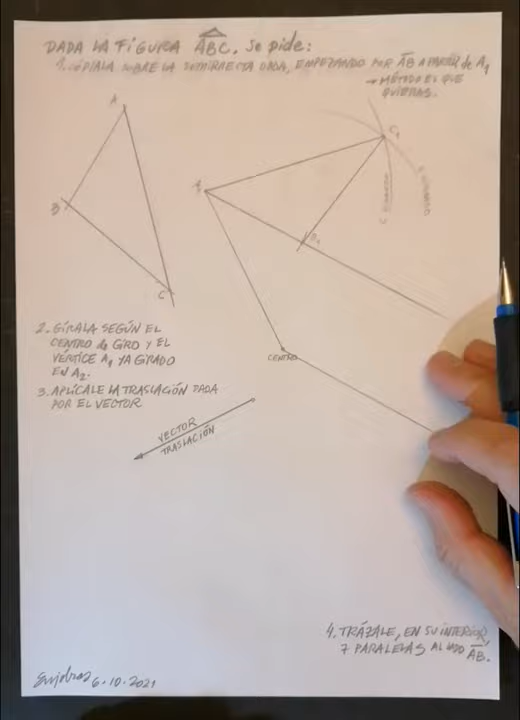 DADA LA FIGURA ABC, se pide:
1. CÓPIALA SOBRE LA SEMIRRECTA DADA, EMPEZANDO POR AB A PARTIR de A1
→ MÉTODO EL QUE
QUIERAS.
A
C1
A1
B
B1
C
2. GÍRALA SEGÚN EL
CENTRO de GIRO Y EL
VÉRTICE A1 YA GIRADO
EN A2.
CENTRO
3. APLÍCALE LA TRASLACIÓN DADA
POR EL VECTOR
VECTOR
TRASLACIÓN
4. TRÁZALE, EN SU INTERIOR,
7 PARALELAS AL LADO AB.
6-10-2021